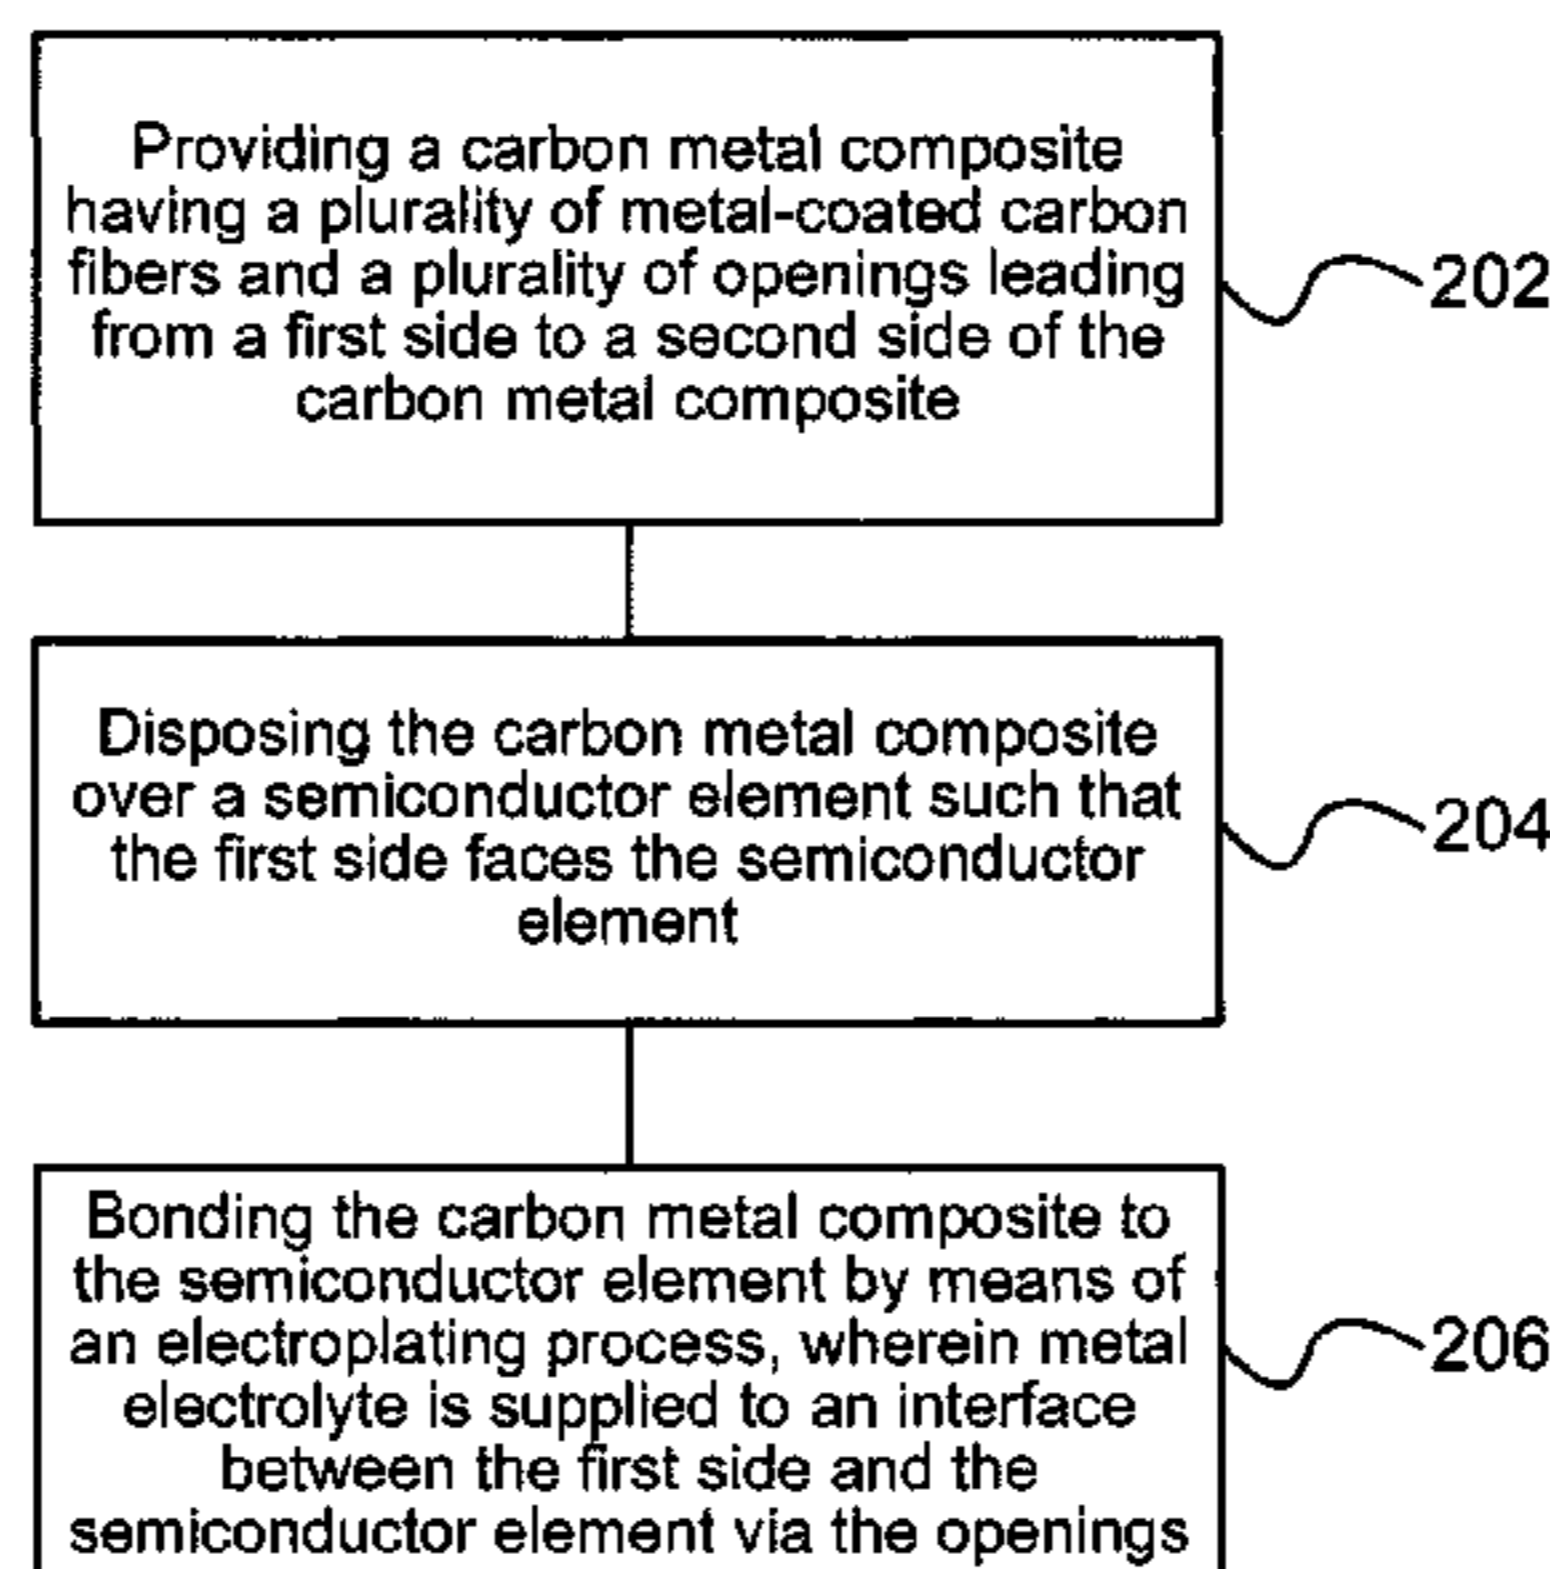 Providing a carbon metal composite
having a plurality of metal-coated carbon
fibers and a plurality of openings leading
from a first side to a second side of the
carbon metal composite
202
Disposing the carbon metal composite
over a semiconductor element such that
the first side faces the semiconductor
element
204
Bonding the carbon metal composite to
the semiconductor element by means of
an electroplating process, wherein metal
electrolyte is supplied to an interface
between the first side and the
semiconductor element via the openings
206